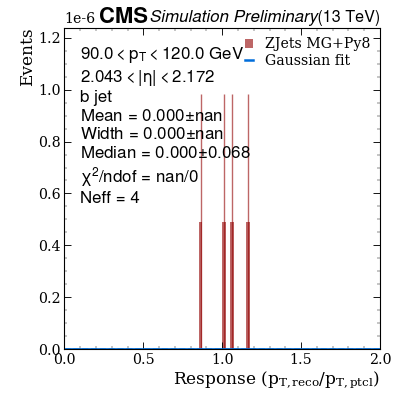 1e-6 CMS Simulation Preliminary (13 TeV)
Events
90.0 < pT < 120.0 GeV
2.043 < |η| < 2.172
b jet
Mean = 0.000±nan
Width = 0.000±nan
Median = 0.000±0.068
χ²/ndof = nan/0
Neff = 4
ZJets MG+Py8
Gaussian fit
1.2
1.0
0.8
0.6
0.4
0.2
0.0
0.0 0.5 1.0 1.5 2.0
Response (pT,reco/pT,ptcl)